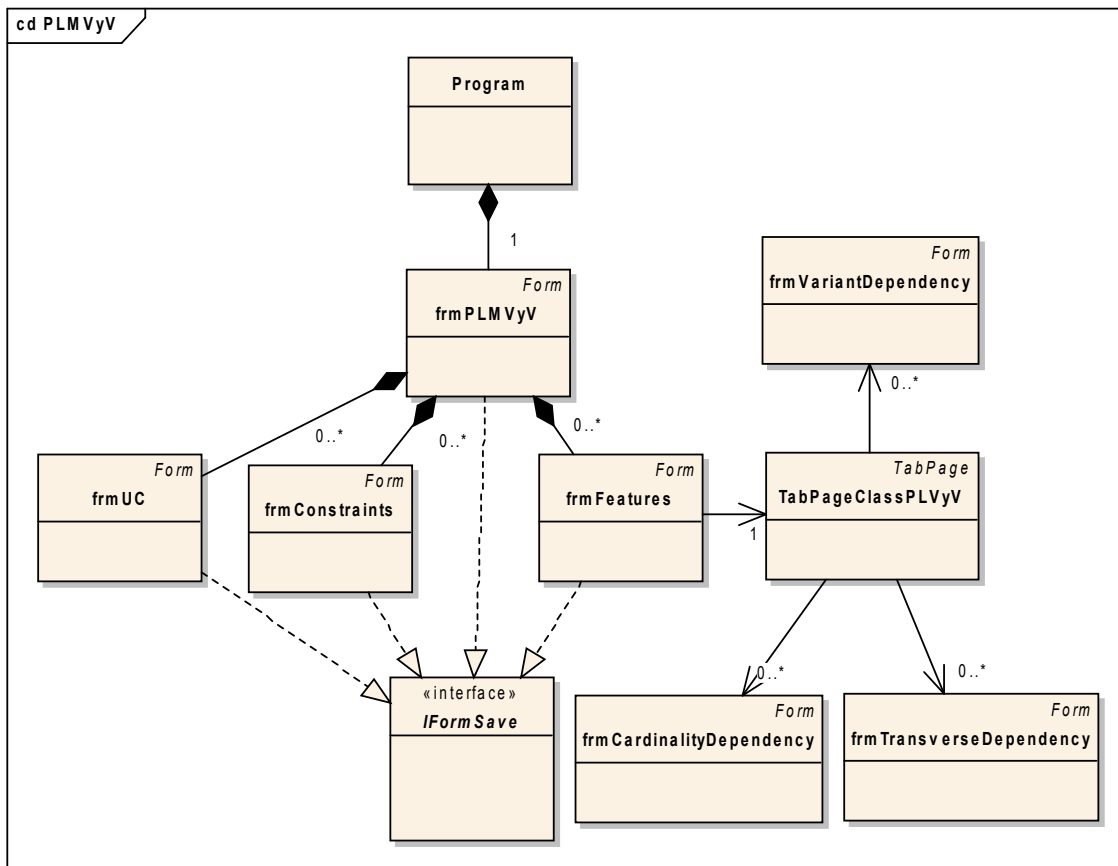 cd PLMVyV
Program
1
Form
frmPLMVyV
Form
frmVariantDependency
0..*
0..*
0..*
0..*
Form
frmUC
Form
frmConstraints
Form
frmFeatures
1
TabPage
TabPageClassPLVyV
«interface»
IFormSave
0..*
0..*
Form
frmCardinalityDependency
Form
frmTransverseDependency